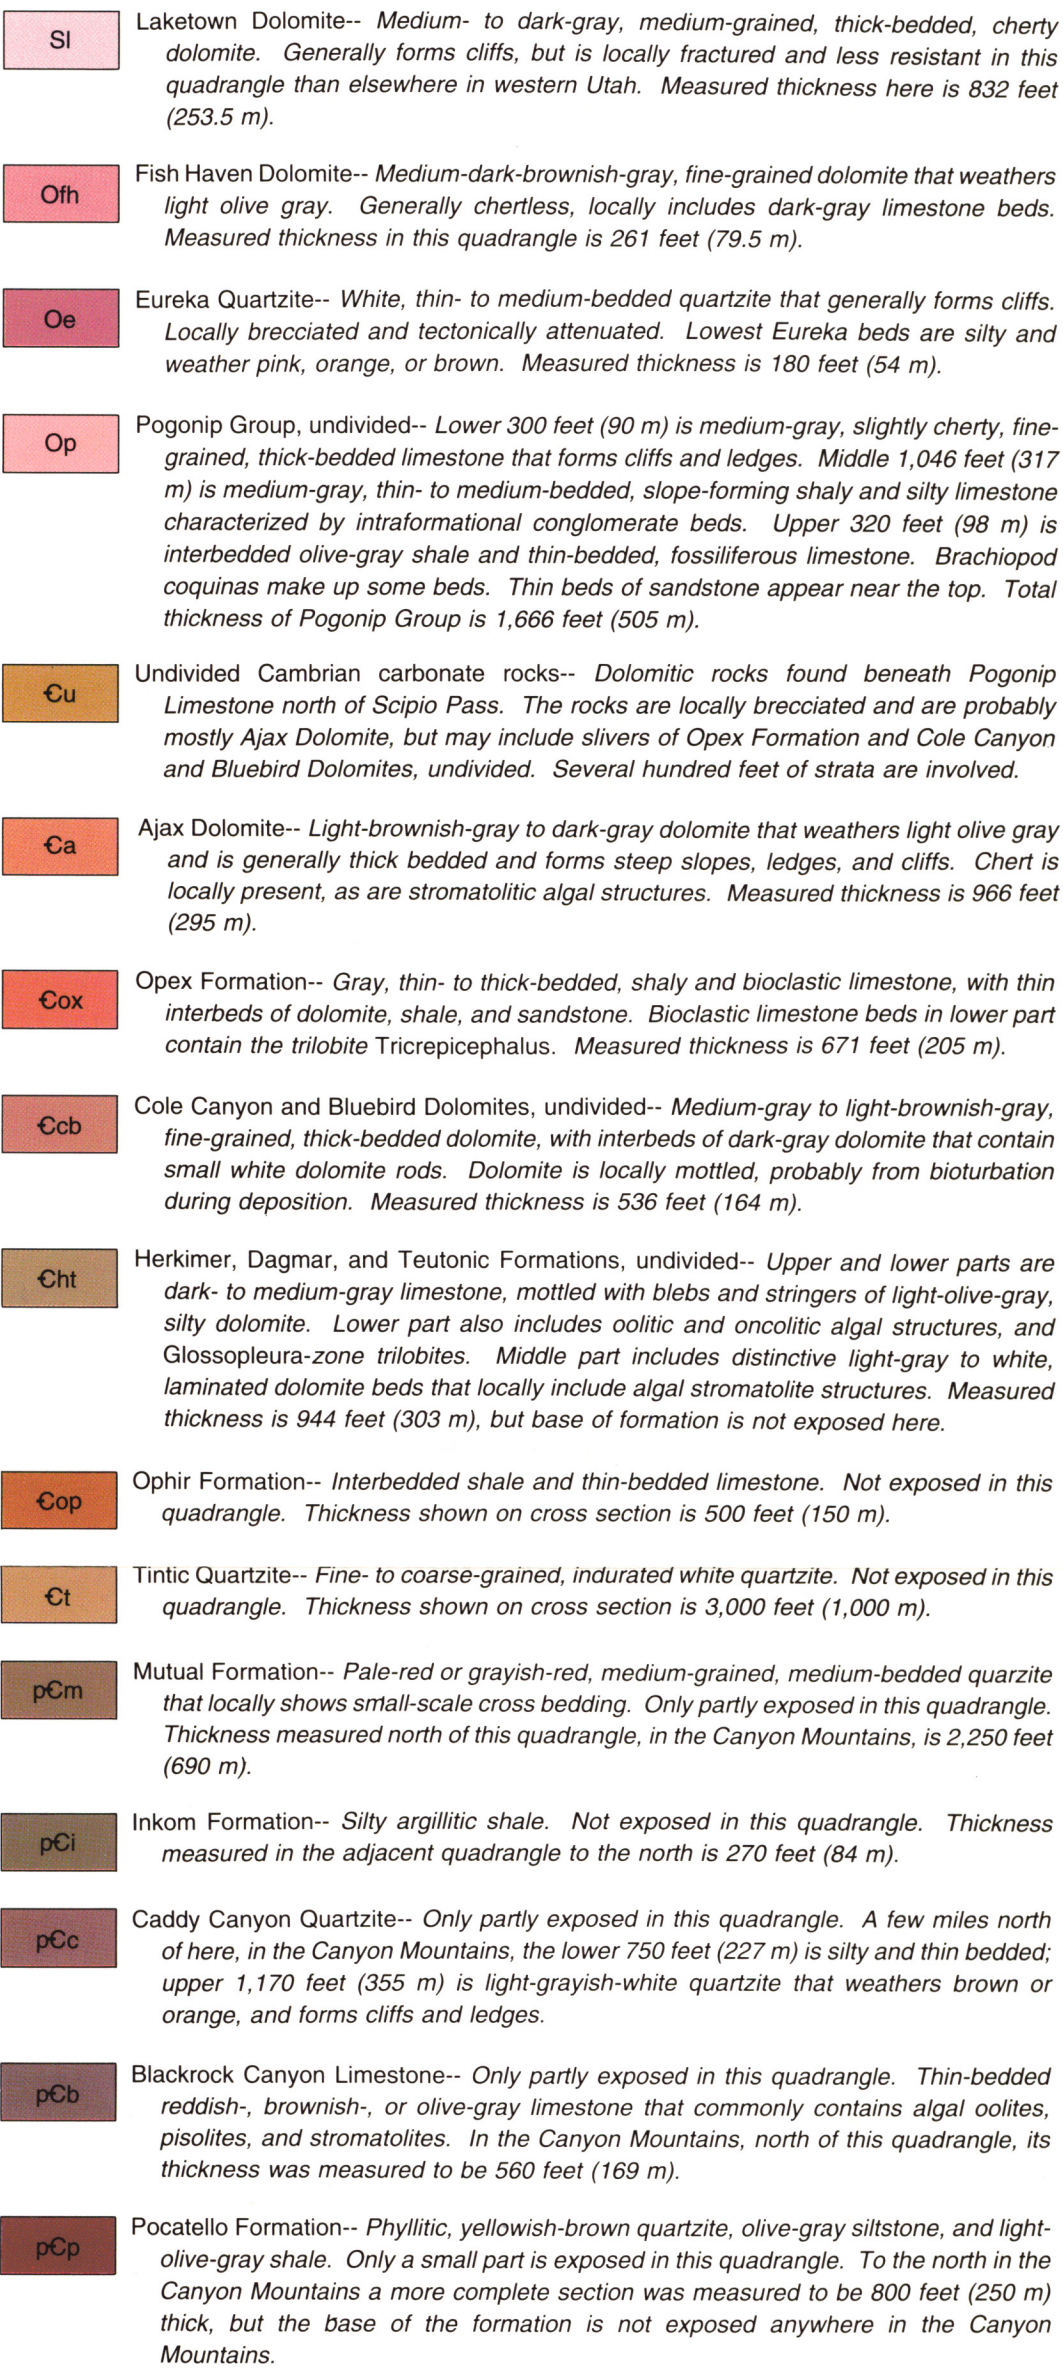 Sl
Laketown Dolomite-- Medium- to dark-gray, medium-grained, thick-bedded, cherty
dolomite. Generally forms cliffs, but is locally fractured and less resistant in this
quadrangle than elsewhere in western Utah. Measured thickness here is 832 feet
(253.5 m).
Ofh
Fish Haven Dolomite-- Medium-dark-brownish-gray, fine-grained dolomite that weathers
light olive gray. Generally chertless, locally includes dark-gray limestone beds.
Measured thickness in this quadrangle is 261 feet (79.5 m).
Oe
Eureka Quartzite-- White, thin- to medium-bedded quartzite that generally forms cliffs.
Locally brecciated and tectonically attenuated. Lowest Eureka beds are silty and
weather pink, orange, or brown. Measured thickness is 180 feet (54 m).
Op
Pogonip Group, undivided-- Lower 300 feet (90 m) is medium-gray, slightly cherty, fine-
grained, thick-bedded limestone that forms cliffs and ledges. Middle 1,046 feet (317
m) is medium-gray, thin- to medium-bedded, slope-forming shaly and silty limestone
characterized by intraformational conglomerate beds. Upper 320 feet (98 m) is
interbedded olive-gray shale and thin-bedded, fossiliferous limestone. Brachiopod
coquinas make up some beds. Thin beds of sandstone appear near the top. Total
thickness of Pogonip Group is 1,666 feet (505 m).
Єu
Undivided Cambrian carbonate rocks-- Dolomitic rocks found beneath Pogonip
Limestone north of Scipio Pass. The rocks are locally brecciated and are probably
mostly Ajax Dolomite, but may include slivers of Opex Formation and Cole Canyon
and Bluebird Dolomites, undivided. Several hundred feet of strata are involved.
Єa
Ajax Dolomite-- Light-brownish-gray to dark-gray dolomite that weathers light olive gray
and is generally thick bedded and forms steep slopes, ledges, and cliffs. Chert is
locally present, as are stromatolitic algal structures. Measured thickness is 966 feet
(295 m).
Єox
Opex Formation-- Gray, thin- to thick-bedded, shaly and bioclastic limestone, with thin
interbeds of dolomite, shale, and sandstone. Bioclastic limestone beds in lower part
contain the trilobite Tricrepicephalus. Measured thickness is 671 feet (205 m).
Єcb
Cole Canyon and Bluebird Dolomites, undivided-- Medium-gray to light-brownish-gray,
fine-grained, thick-bedded dolomite, with interbeds of dark-gray dolomite that contain
small white dolomite rods. Dolomite is locally mottled, probably from bioturbation
during deposition. Measured thickness is 536 feet (164 m).
Єht
Herkimer, Dagmar, and Teutonic Formations, undivided-- Upper and lower parts are
dark- to medium-gray limestone, mottled with blebs and stringers of light-olive-gray,
silty dolomite. Lower part also includes oolitic and oncolitic algal structures, and
Glossopleura-zone trilobites. Middle part includes distinctive light-gray to white,
laminated dolomite beds that locally include algal stromatolite structures. Measured
thickness is 944 feet (303 m), but base of formation is not exposed here.
Єop
Ophir Formation-- Interbedded shale and thin-bedded limestone. Not exposed in this
quadrangle. Thickness shown on cross section is 500 feet (150 m).
Єt
Tintic Quartzite-- Fine- to coarse-grained, indurated white quartzite. Not exposed in this
quadrangle. Thickness shown on cross section is 3,000 feet (1,000 m).
pЄm
Mutual Formation-- Pale-red or grayish-red, medium-grained, medium-bedded quarzite
that locally shows small-scale cross bedding. Only partly exposed in this quadrangle.
Thickness measured north of this quadrangle, in the Canyon Mountains, is 2,250 feet
(690 m).
pЄi
Inkom Formation-- Silty argillitic shale. Not exposed in this quadrangle. Thickness
measured in the adjacent quadrangle to the north is 270 feet (84 m).
pЄc
Caddy Canyon Quartzite-- Only partly exposed in this quadrangle. A few miles north
of here, in the Canyon Mountains, the lower 750 feet (227 m) is silty and thin bedded;
upper 1,170 feet (355 m) is light-grayish-white quartzite that weathers brown or
orange, and forms cliffs and ledges.
pЄb
Blackrock Canyon Limestone-- Only partly exposed in this quadrangle. Thin-bedded
reddish-, brownish-, or olive-gray limestone that commonly contains algal oolites,
pisolites, and stromatolites. In the Canyon Mountains, north of this quadrangle, its
thickness was measured to be 560 feet (169 m).
pЄp
Pocatello Formation-- Phyllitic, yellowish-brown quartzite, olive-gray siltstone, and light-
olive-gray shale. Only a small part is exposed in this quadrangle. To the north in the
Canyon Mountains a more complete section was measured to be 800 feet (250 m)
thick, but the base of the formation is not exposed anywhere in the Canyon
Mountains.